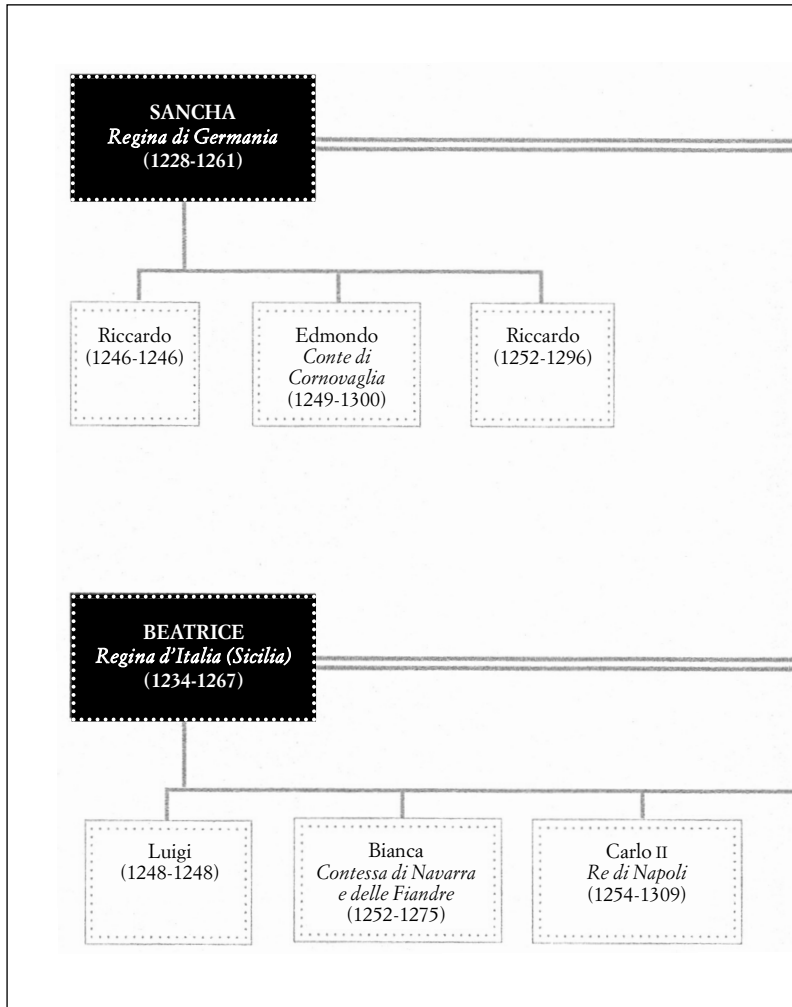 SANCHA
Regina di Germania
(1228-1261)
Riccardo
(1246-1246)
Edmondo
Conte di
Cornovaglia
(1249-1300)
Riccardo
(1252-1296)
BEATRICE
Regina d'Italia (Sicilia)
(1234-1267)
Luigi
(1248-1248)
Bianca
Contessa di Navarra
e delle Fiandre
(1252-1275)
Carlo II
Re di Napoli
(1254-1309)